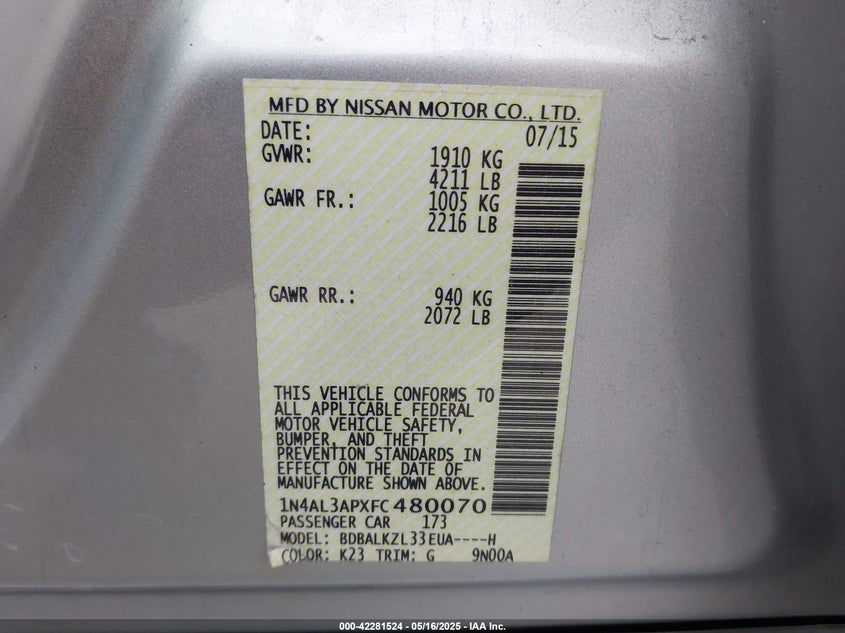 MFD BY NISSAN MOTOR CO., LTD.
DATE: 07/15
GVWR: 1910 KG
4211 LB
GAWR FR.: 1005 KG
2216 LB
GAWR RR.: 940 KG
2072 LB
THIS VEHICLE CONFORMS TO
ALL APPLICABLE FEDERAL
MOTOR VEHICLE SAFETY,
BUMPER, AND THEFT
PREVENTION STANDARDS IN
EFFECT ON THE DATE OF
MANUFACTURE SHOWN ABOVE.
1N4AL3APXFC480070
PASSENGER CAR 173
MODEL: BDBALKZL33EUA----H
COLOR: K23 TRIM: G 9N00A
000-42281524 - 05/16/2025 - IAA Inc.